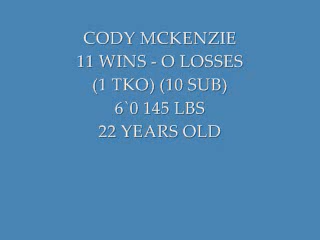 CODY MCKENZIE
11 WINS - O LOSSES
(1 TKO) (10 SUB)
6`0 145 LBS
22 YEARS OLD